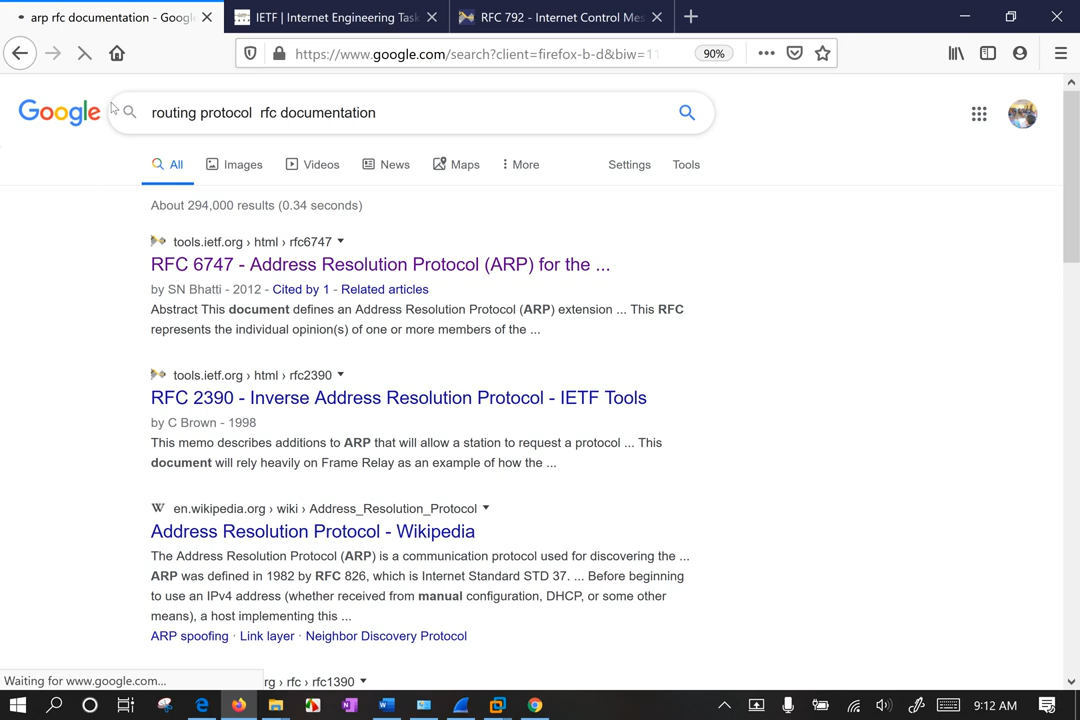 arp rfc documentation - Googl
IETF | Internet Engineering Task
RFC 792 - Internet Control Mes
https://www.google.com/search?client=firefox-b-d&biw=11
90%
Google
routing protocol  rfc documentation
All
Images
Videos
News
Maps
More
Settings
Tools
About 294,000 results (0.34 seconds)
tools.ietf.org › html › rfc6747
RFC 6747 - Address Resolution Protocol (ARP) for the ...
by SN Bhatti - 2012 - Cited by 1 - Related articles
Abstract This document defines an Address Resolution Protocol (ARP) extension ... This RFC
represents the individual opinion(s) of one or more members of the ...
tools.ietf.org › html › rfc2390
RFC 2390 - Inverse Address Resolution Protocol - IETF Tools
by C Brown - 1998
This memo describes additions to ARP that will allow a station to request a protocol ... This
document will rely heavily on Frame Relay as an example of how the ...
W en.wikipedia.org › wiki › Address_Resolution_Protocol
Address Resolution Protocol - Wikipedia
The Address Resolution Protocol (ARP) is a communication protocol used for discovering the ...
ARP was defined in 1982 by RFC 826, which is Internet Standard STD 37. ... Before beginning
to use an IPv4 address (whether received from manual configuration, DHCP, or some other
means), a host implementing this ...
ARP spoofing · Link layer · Neighbor Discovery Protocol
Waiting for www.google.com...
rg › rfc › rfc1390
9:12 AM